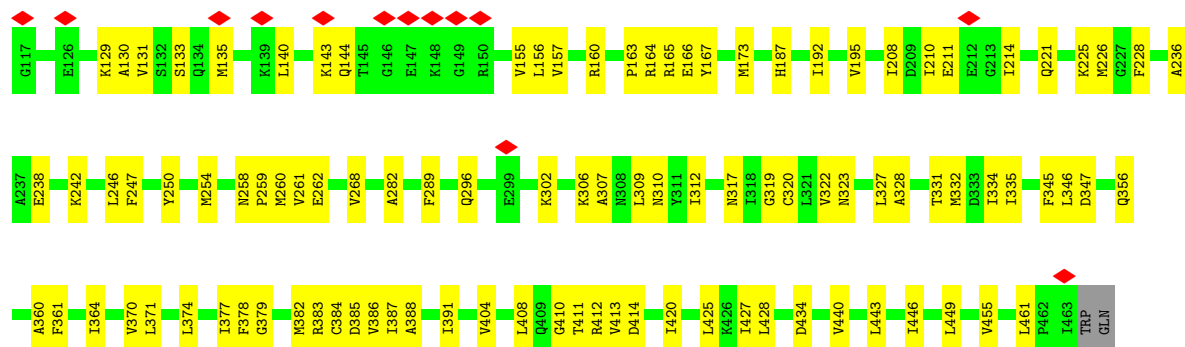 G117 E126 K129 A130 V131 S132 S133 Q134 M135 K139 L140 K143 Q144 T145 G146 E147 K148 G149 R150 V155 L156 V157 R160 P163 R164 R165 E166 Y167 M173 H187 I192 V195 I208 D209 I210 E211 E212 G213 I214 Q221 K225 M226 G227 F228 A236
A237 E238 K242 L246 F247 Y250 M254 N258 P259 M260 V261 E262 V268 A282 F289 Q296 E299 K302 K306 A307 N308 L309 N310 Y311 I312 N317 I318 G319 C320 L321 V322 N323 L327 A328 T331 M332 D333 I334 I335 F345 L346 D347 Q356
A360 F361 I364 V370 L371 L374 I377 F378 G379 M382 R383 C384 D385 V386 I387 A388 I391 V404 L408 Q409 G410 T411 R412 V413 D414 I420 L425 K426 I427 L428 D434 V440 L443 I446 L449 V455 L461 P462 I463 TRP GLN